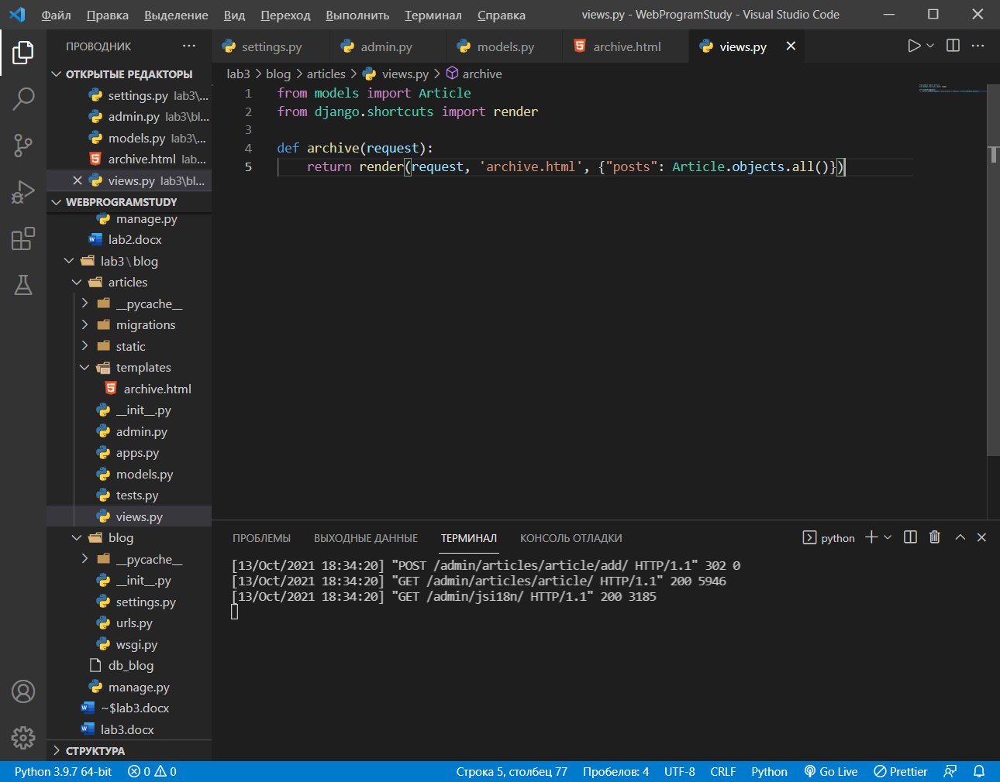 Файл Правка Выделение Вид Переход Выполнить Терминал Справка views.py - WebProgramStudy - Visual Studio Code
ПРОВОДНИК ···
settings.py admin.py models.py archive.html views.py
lab3 > blog > articles > views.py > archive
ОТКРЫТЫЕ РЕДАКТОРЫ
settings.py lab3\...
admin.py lab3\bl...
models.py lab3\...
archive.html lab...
views.py lab3\bl...
WEBPROGRAMSTUDY
manage.py
lab2.docx
lab3\blog
articles
__pycache__
migrations
static
templates
archive.html
__init__.py
admin.py
apps.py
models.py
tests.py
views.py
blog
__pycache__
__init__.py
settings.py
urls.py
wsgi.py
db_blog
manage.py
~$lab3.docx
lab3.docx
СТРУКТУРА
1 from models import Article
2 from django.shortcuts import render
3
4 def archive(request):
5 return render(request, 'archive.html', {"posts": Article.objects.all()})
ПРОБЛЕМЫ ВЫХОДНЫЕ ДАННЫЕ ТЕРМИНАЛ КОНСОЛЬ ОТЛАДКИ python
[13/Oct/2021 18:34:20] "POST /admin/articles/article/add/ HTTP/1.1" 302 0
[13/Oct/2021 18:34:20] "GET /admin/articles/article/ HTTP/1.1" 200 5946
[13/Oct/2021 18:34:20] "GET /admin/jsi18n/ HTTP/1.1" 200 3185
Python 3.9.7 64-bit 0 0 Строка 5, столбец 77 Пробелов: 4 UTF-8 CRLF Python Go Live Prettier